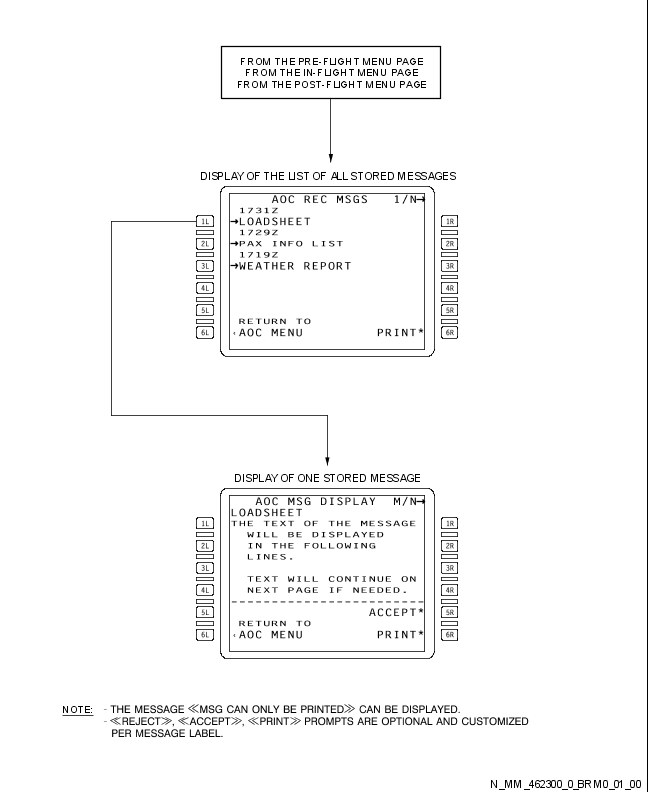 FROM THE PRE-FLIGHT MENU PAGE
FROM THE IN-FLIGHT MENU PAGE
FROM THE POST-FLIGHT MENU PAGE
DISPLAY OF THE LIST OF ALL STORED MESSAGES
AOC REC MSGS 1/N→
1731Z
1L →LOADSHEET 1R
1729Z
2L →PAX INFO LIST 2R
1719Z
3L →WEATHER REPORT 3R
4L 4R
5L 5R
RETURN TO
6L ‹AOC MENU PRINT* 6R
DISPLAY OF ONE STORED MESSAGE
AOC MSG DISPLAY M/N→
LOADSHEET
1L THE TEXT OF THE MESSAGE 1R
WILL BE DISPLAYED
2L IN THE FOLLOWING 2R
LINES.
3L 3R
TEXT WILL CONTINUE ON
4L NEXT PAGE IF NEEDED. 4R
------------------------
5L ACCEPT* 5R
RETURN TO
6L ‹AOC MENU PRINT* 6R
NOTE: - THE MESSAGE ≪MSG CAN ONLY BE PRINTED≫ CAN BE DISPLAYED.
- ≪REJECT≫, ≪ACCEPT≫, ≪PRINT≫ PROMPTS ARE OPTIONAL AND CUSTOMIZED
PER MESSAGE LABEL.
N_MM_462300_0_BRM0_01_00